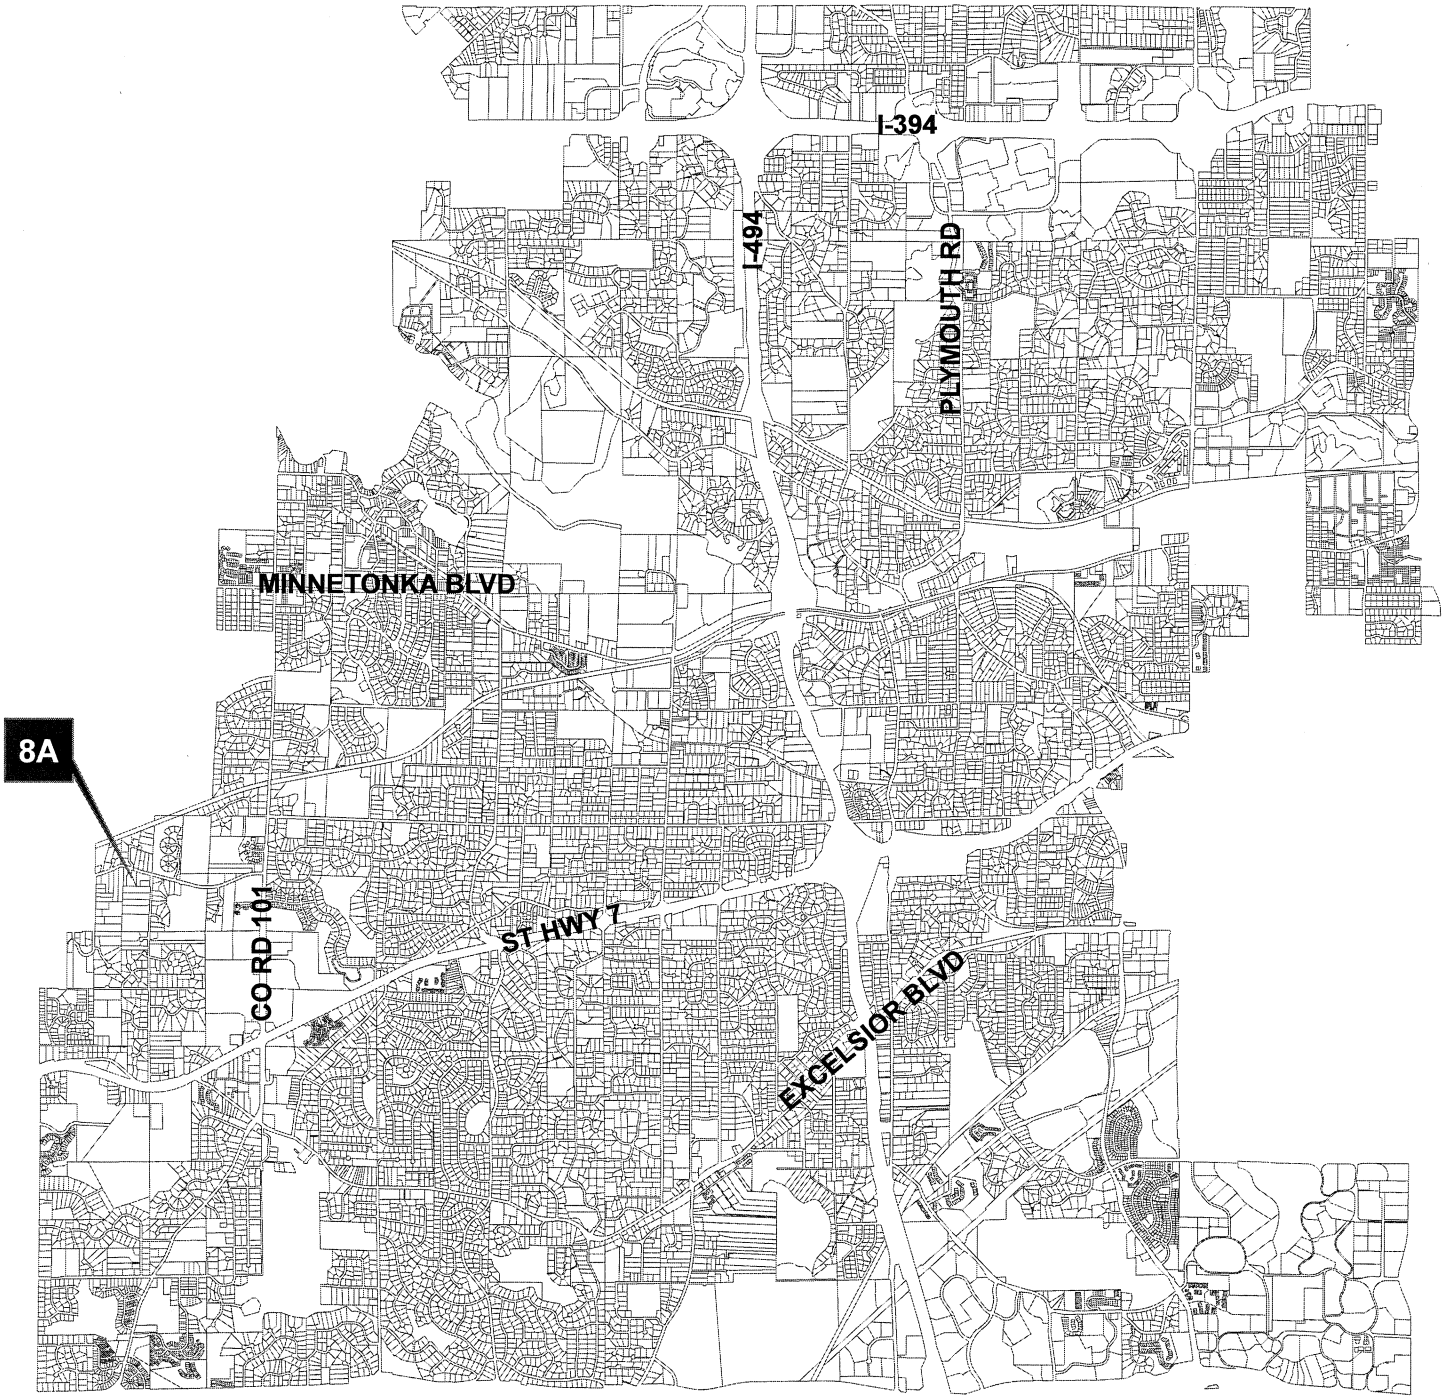 I-394
I-494
PLYMOUTH RD
MINNETONKA BLVD
8A
CO RD 101
ST HWY 7
EXCELSIOR BLVD